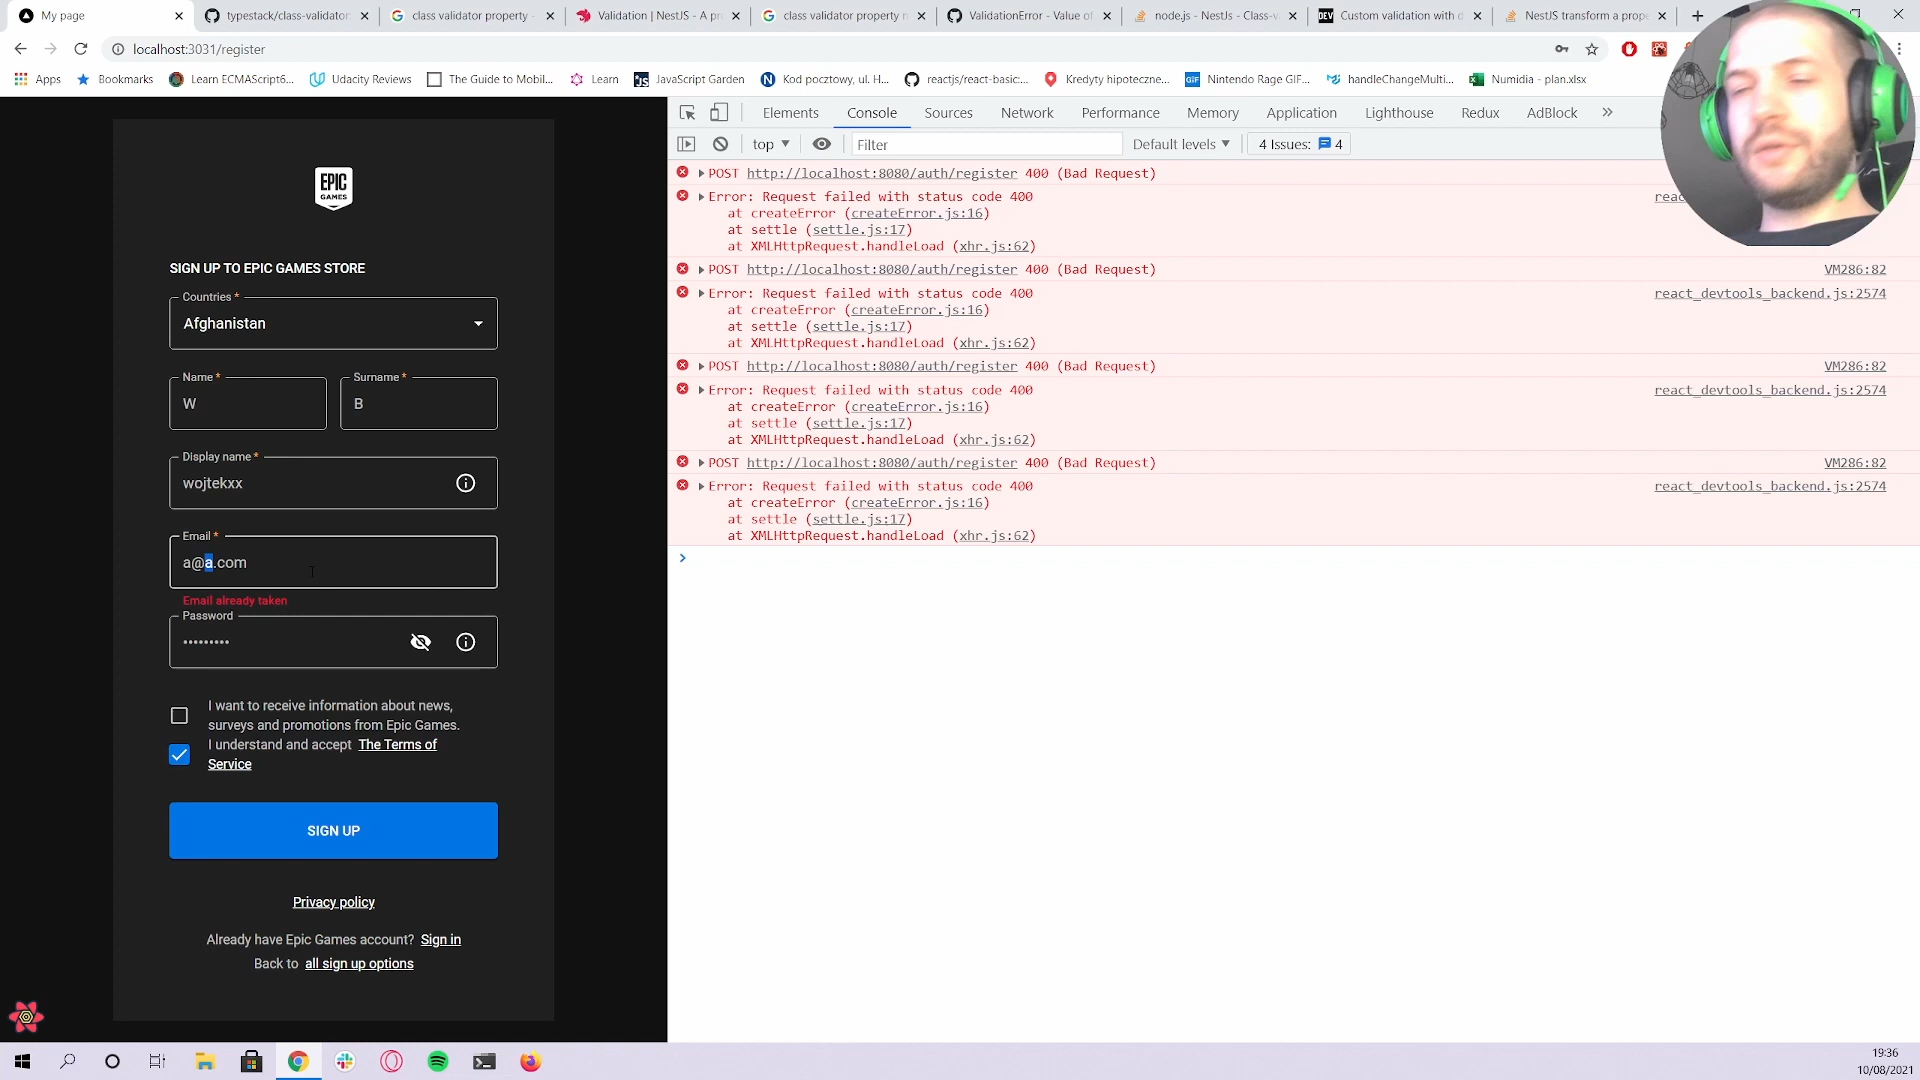 My page
typestack/class-validator:
class validator property -
Validation | NestJS - A pr
class validator property n
ValidationError - Value of
node.js - NestJs - Class-v
DEV
Custom validation with d
NestJS transform a prope
localhost:3031/register
Apps
Bookmarks
Learn ECMAScript6...
Udacity Reviews
The Guide to Mobil...
Learn
JavaScript Garden
Kod pocztowy, ul. H...
reactjs/react-basic:...
Kredyty hipoteczne...
Nintendo Rage GIF...
handleChangeMulti...
Numidia - plan.xlsx
Elements
Console
Sources
Network
Performance
Memory
Application
Lighthouse
Redux
AdBlock
top
Filter
Default levels
4 Issues:
4
POST http://localhost:8080/auth/register 400 (Bad Request)
Error: Request failed with status code 400
at createError (createError.js:16)
at settle (settle.js:17)
at XMLHttpRequest.handleLoad (xhr.js:62)
POST http://localhost:8080/auth/register 400 (Bad Request)
VM286:82
Error: Request failed with status code 400
react_devtools_backend.js:2574
at createError (createError.js:16)
at settle (settle.js:17)
at XMLHttpRequest.handleLoad (xhr.js:62)
POST http://localhost:8080/auth/register 400 (Bad Request)
VM286:82
Error: Request failed with status code 400
react_devtools_backend.js:2574
at createError (createError.js:16)
at settle (settle.js:17)
at XMLHttpRequest.handleLoad (xhr.js:62)
POST http://localhost:8080/auth/register 400 (Bad Request)
VM286:82
Error: Request failed with status code 400
react_devtools_backend.js:2574
at createError (createError.js:16)
at settle (settle.js:17)
at XMLHttpRequest.handleLoad (xhr.js:62)
EPIC
GAMES
SIGN UP TO EPIC GAMES STORE
Countries *
Afghanistan
Name *
W
Surname *
B
Display name *
wojtekxx
Email *
a@a.com
Email already taken
Password
•••••••••
I want to receive information about news,
surveys and promotions from Epic Games.
I understand and accept The Terms of
Service
SIGN UP
Privacy policy
Already have Epic Games account? Sign in
Back to all sign up options
19:36
10/08/2021